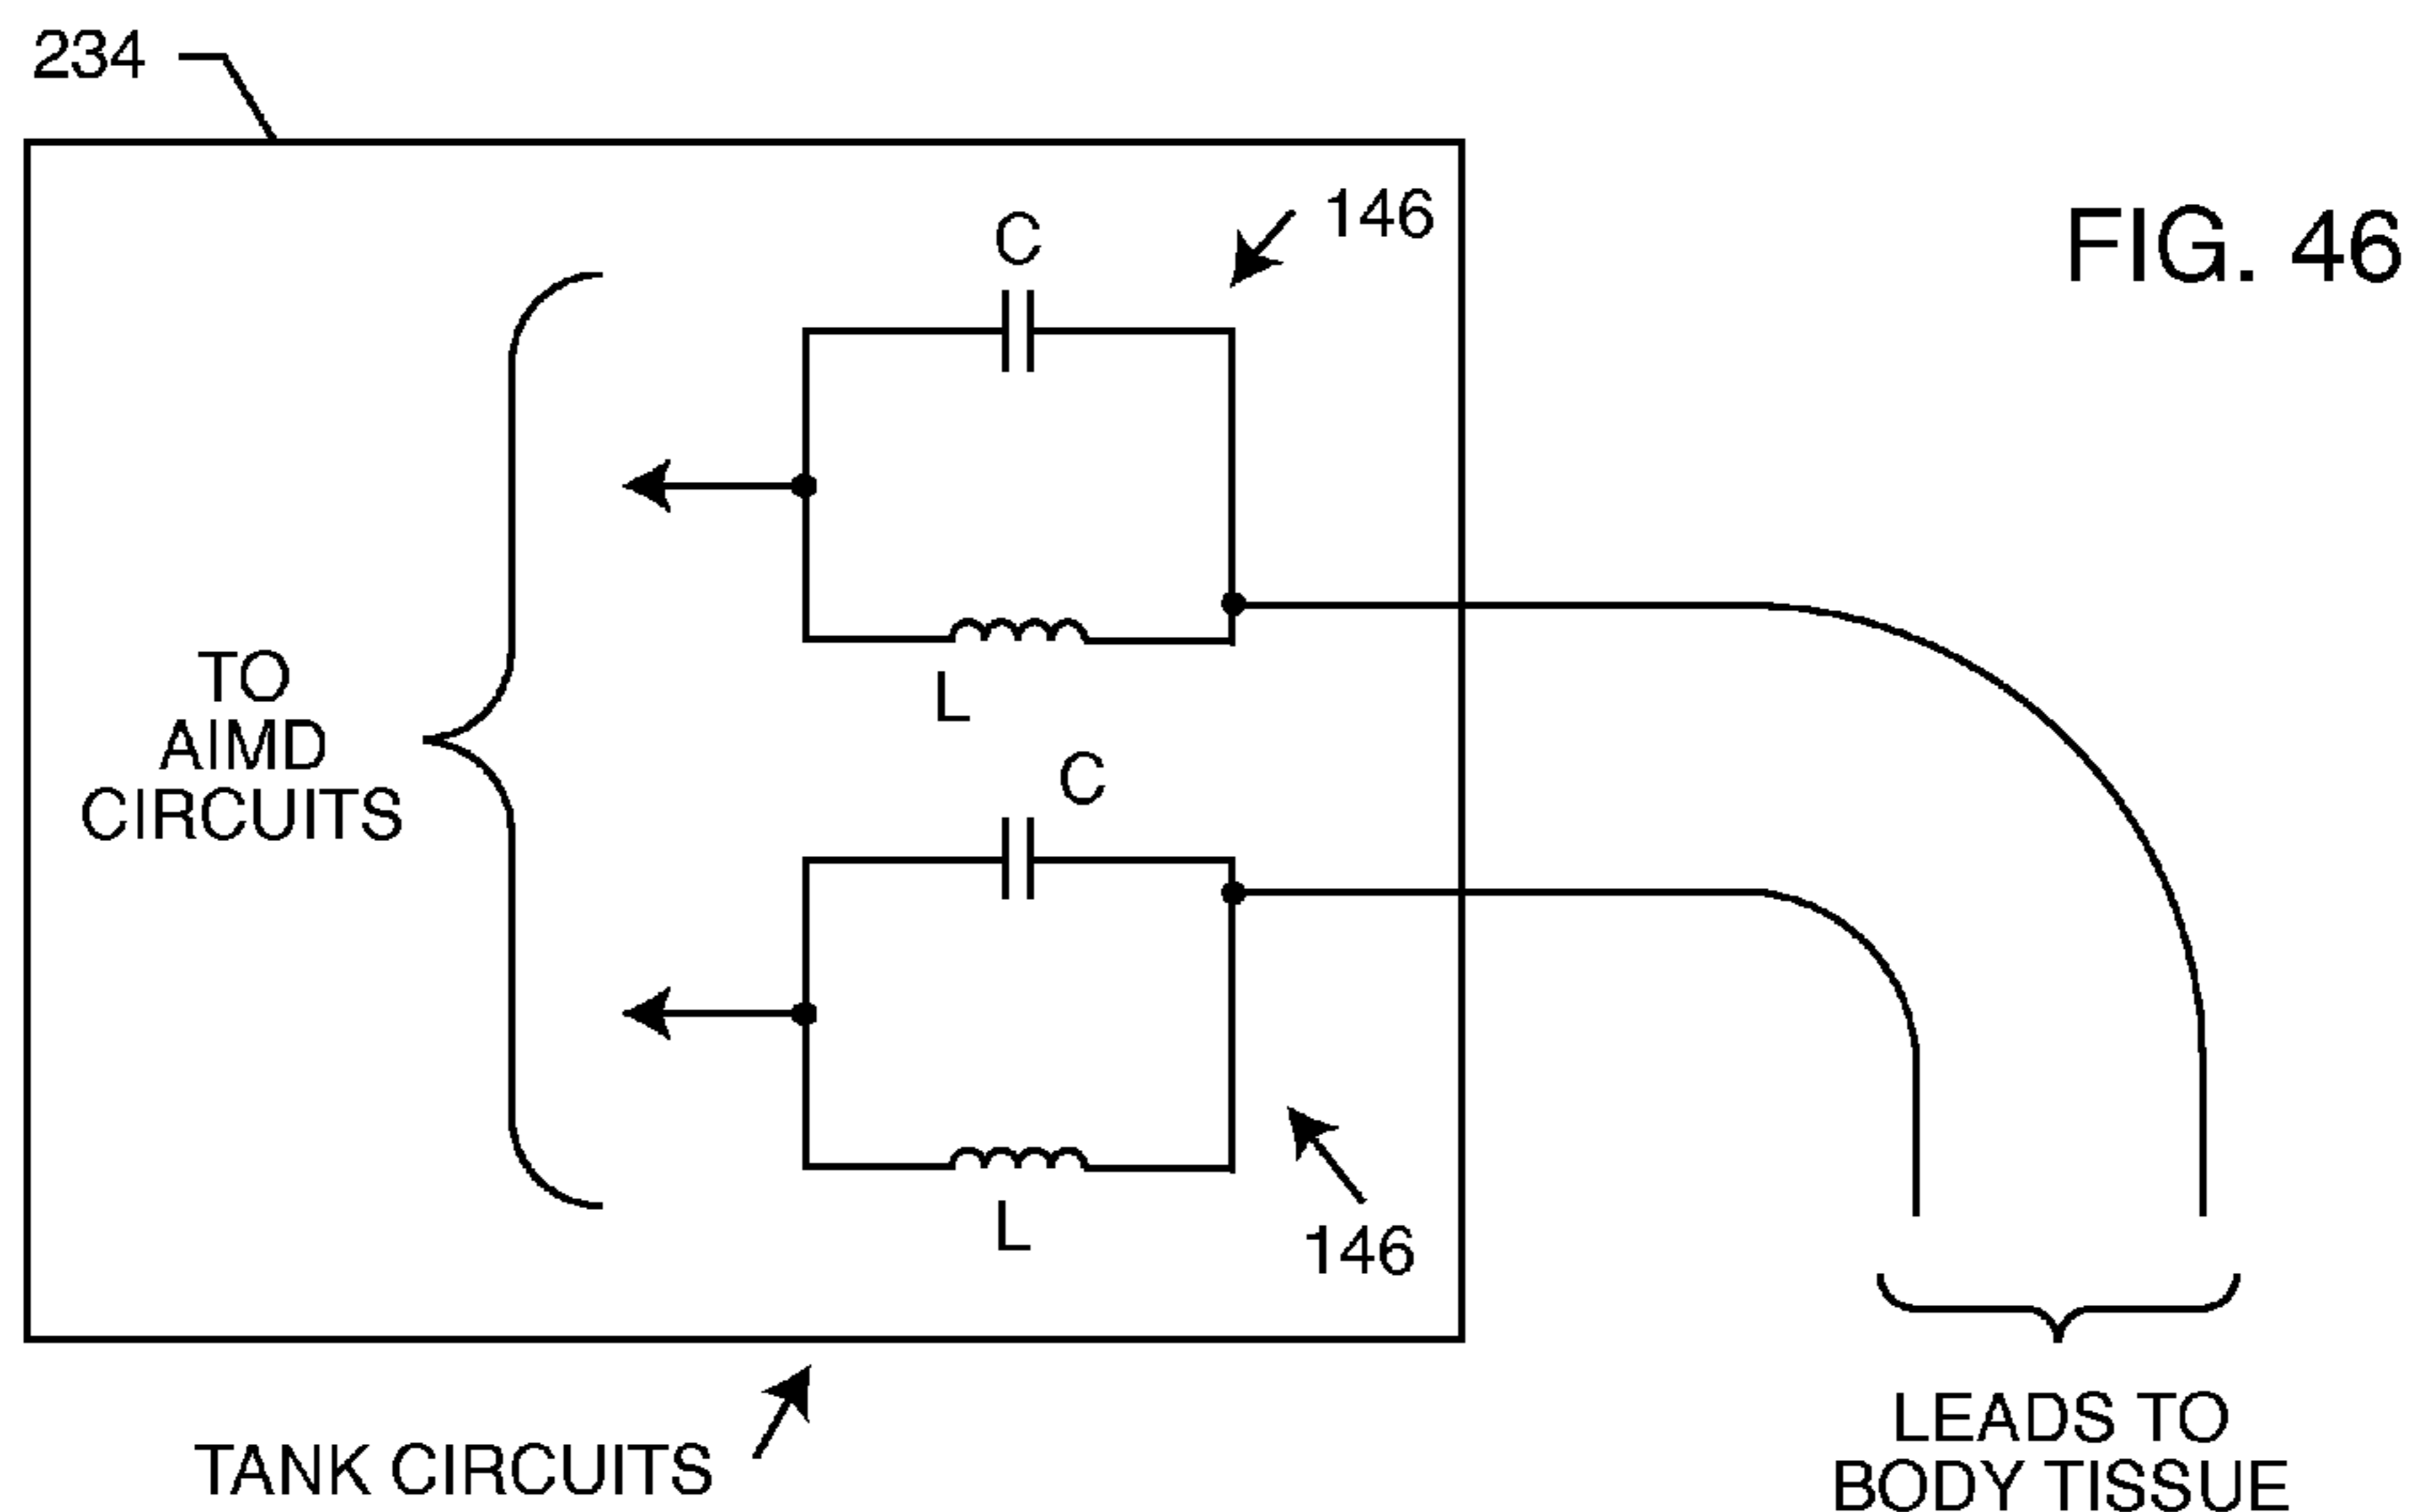 234
146
C
FIG. 46
TO
AIMD
CIRCUITS
L
C
L
146
TANK CIRCUITS
LEADS TO
BODY TISSUE